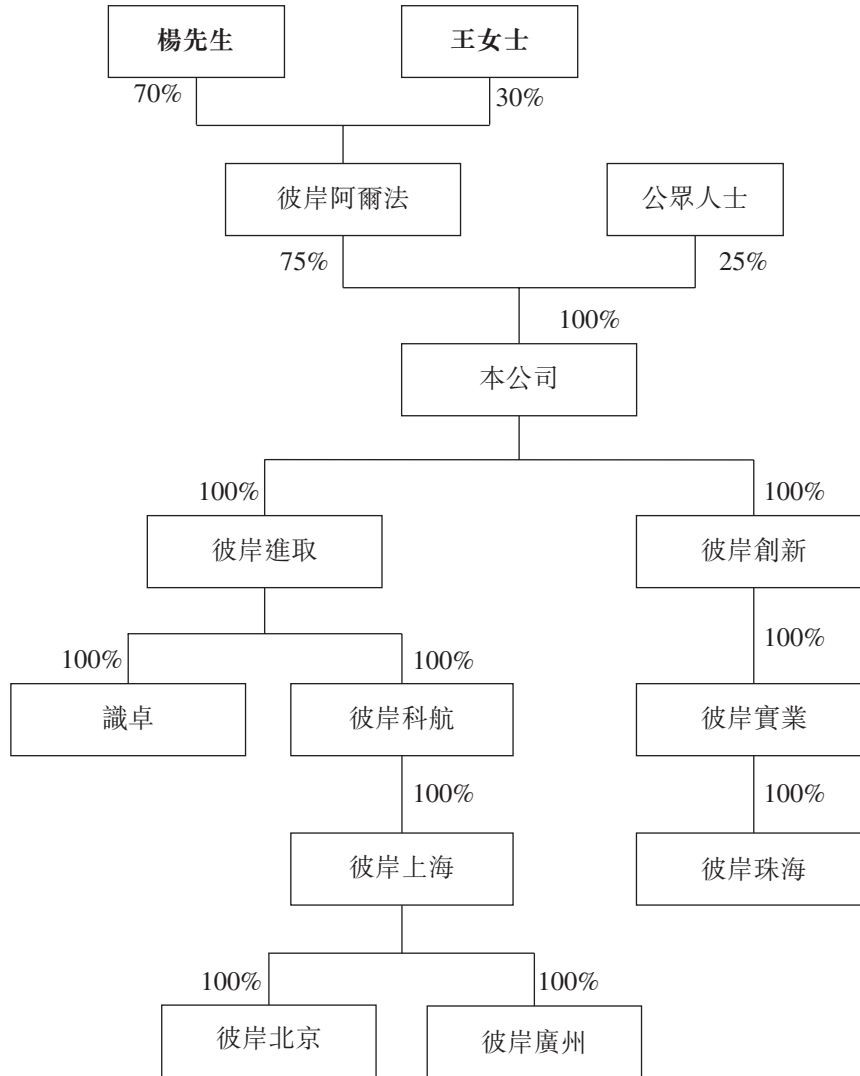 楊先生
王女士
70%
30%
彼岸阿爾法
公眾人士
75%
25%
100%
本公司
100%
100%
彼岸進取
彼岸創新
100%
100%
100%
識卓
彼岸科航
彼岸實業
100%
100%
彼岸上海
彼岸珠海
100%
100%
彼岸北京
彼岸廣州